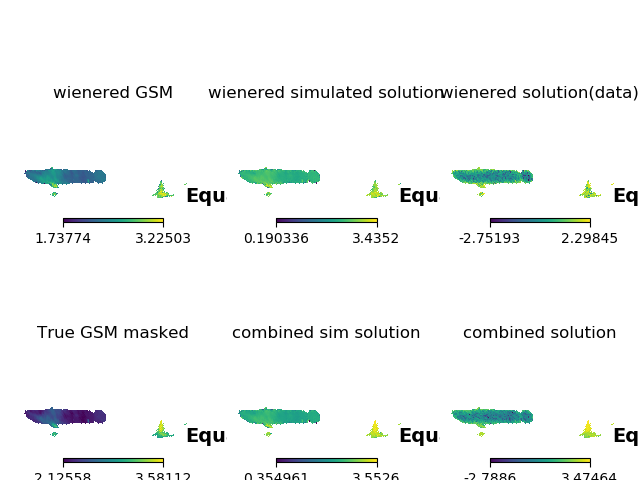 wienered GSM wienered simulated solution wienered solution(data)
Equ Equ Eq
1.73774 3.22503 0.190336 3.4352 -2.75193 2.29845
True GSM masked combined sim solution combined solution
Equ Equ Eq
2.12558 3.58112 0.354961 3.5526 -2.7886 3.47464